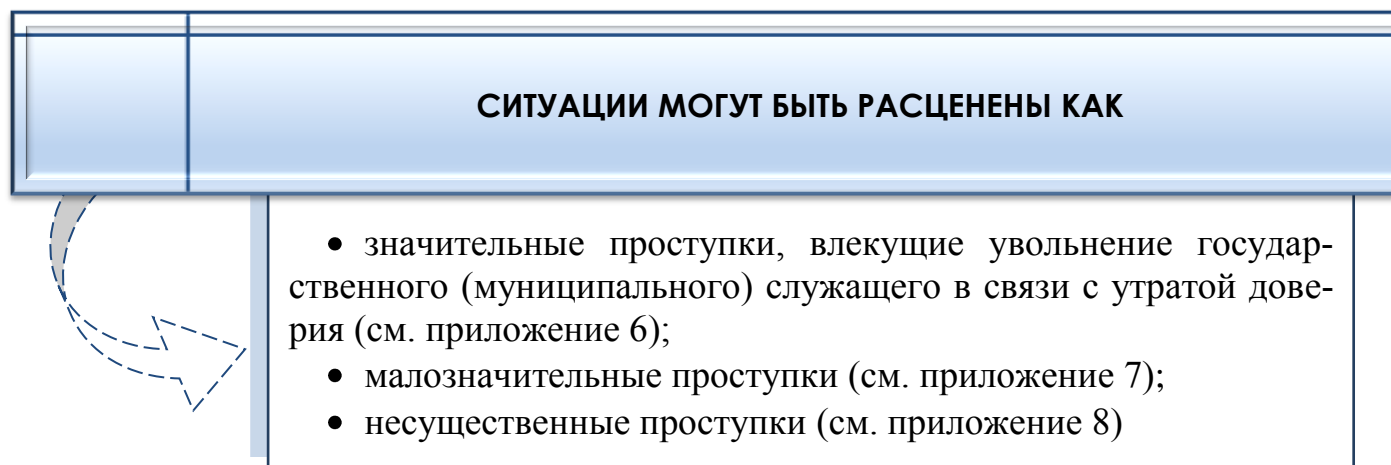 СИТУАЦИИ МОГУТ БЫТЬ РАСЦЕНЕНЫ КАК
• значительные проступки, влекущие увольнение государ-
ственного (муниципального) служащего в связи с утратой дове-
рия (см. приложение 6);
• малозначительные проступки (см. приложение 7);
• несущественные проступки (см. приложение 8)